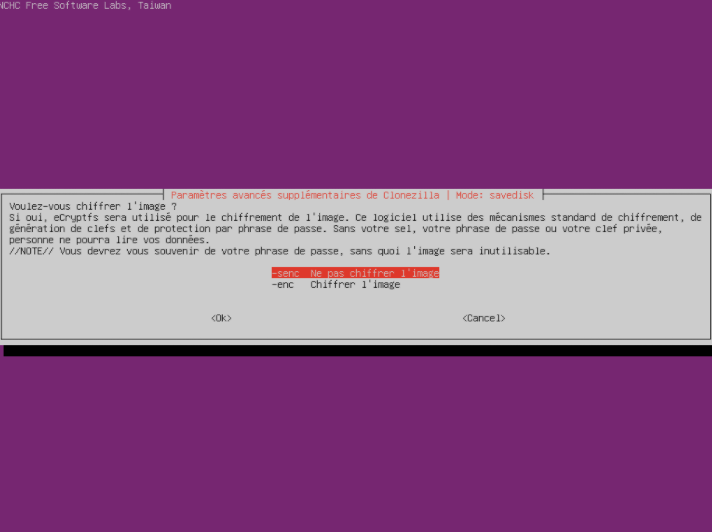 NCHC Free Software Labs, Taiwan
Paramètres avancés supplémentaires de Clonezilla | Mode: savedisk
Voulez-vous chiffrer l'image ?
Si oui, eCryptfs sera utilisé pour le chiffrement de l'image. Ce logiciel utilise des mécanismes standard de chiffrement, de
génération de clefs et de protection par phrase de passe. Sans votre sel, votre phrase de passe ou votre clef privée,
personne ne pourra lire vos données.
//NOTE// Vous devrez vous souvenir de votre phrase de passe, sans quoi l'image sera inutilisable.
-senc Ne pas chiffrer l'image
-enc Chiffrer l'image
<Ok> <Cancel>